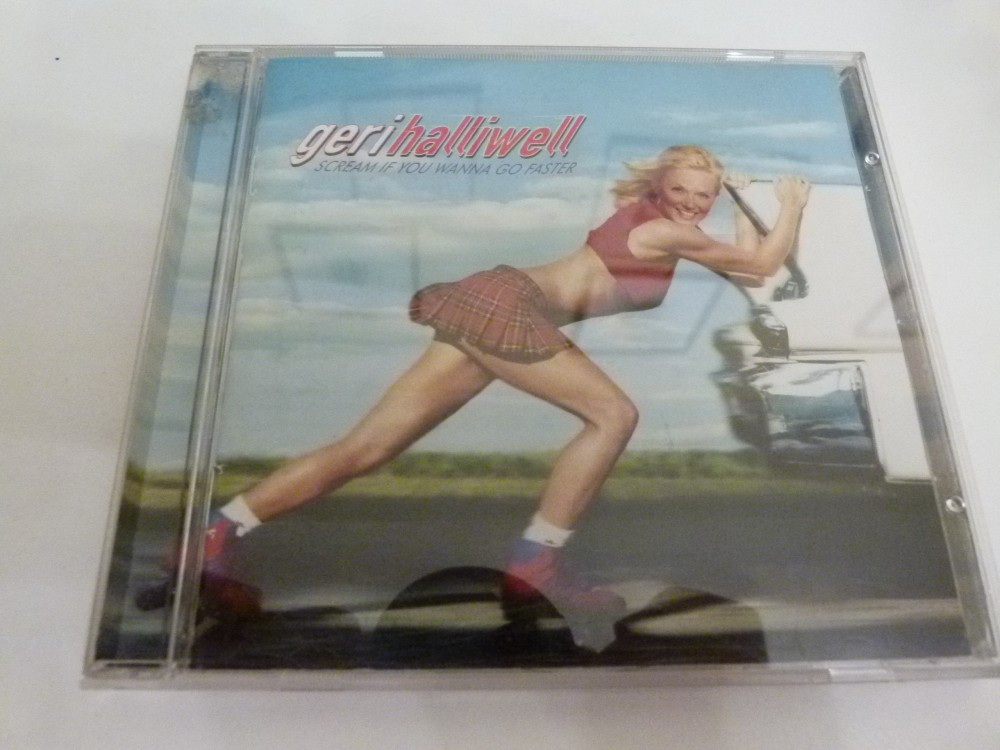 geri halliwell
SCREAM IF YOU WANNA GO FASTER